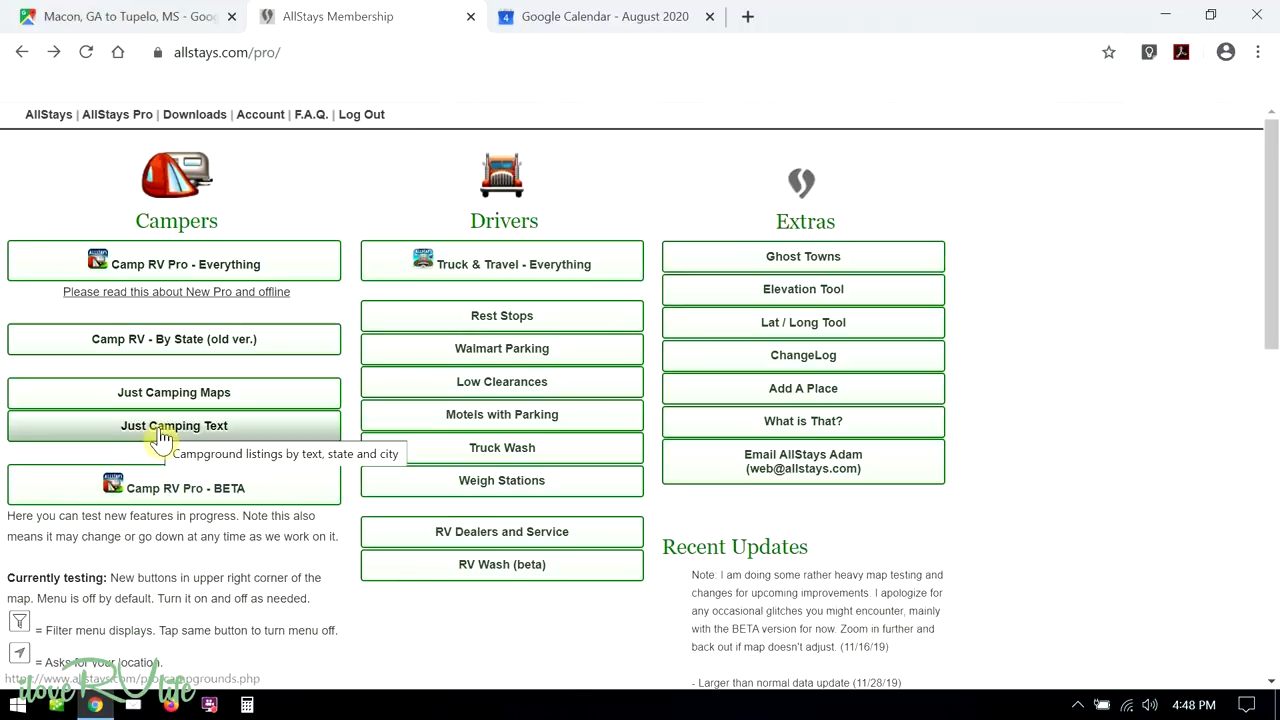 Macon, GA to Tupelo, MS - Goog
AllStays Membership
4
Google Calendar - August 2020
allstays.com/pro/
AllStays | AllStays Pro | Downloads | Account | F.A.Q. | Log Out
Campers
Camp RV Pro - Everything
Please read this about New Pro and offline
Camp RV - By State (old ver.)
Just Camping Maps
Just Camping Text
Campground listings by text, state and city
Camp RV Pro - BETA
Here you can test new features in progress. Note this also
means it may change or go down at any time as we work on it.
Currently testing: New buttons in upper right corner of the
map. Menu is off by default. Turn it on and off as needed.
= Filter menu displays. Tap same button to turn menu off.
= Asks for your location.
Drivers
Truck & Travel - Everything
Rest Stops
Walmart Parking
Low Clearances
Motels with Parking
Truck Wash
Weigh Stations
RV Dealers and Service
RV Wash (beta)
Extras
Ghost Towns
Elevation Tool
Lat / Long Tool
ChangeLog
Add A Place
What is That?
Email AllStays Adam
(web@allstays.com)
Recent Updates
Note: I am doing some rather heavy map testing and
changes for upcoming improvements. I apologize for
any occasional glitches you might encounter, mainly
with the BETA version for now. Zoom in further and
back out if map doesn't adjust. (11/16/19)
- Larger than normal data update (11/28/19)
iloveRVlife
4:48 PM